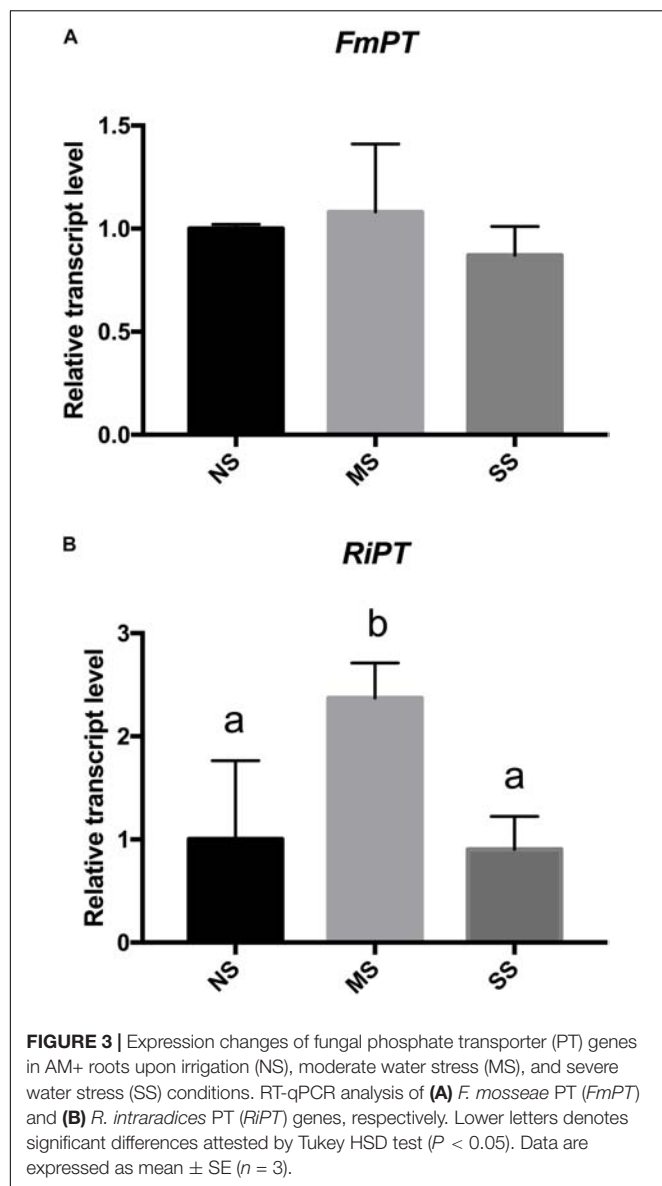 A
FmPT
Relative transcript level
1.5
1.0
0.5
0.0
NS
MS
SS
B
RiPT
Relative transcript level
3
2
1
0
a
b
a
NS
MS
SS
FIGURE 3 | Expression changes of fungal phosphate transporter (PT) genes
in AM+ roots upon irrigation (NS), moderate water stress (MS), and severe
water stress (SS) conditions. RT-qPCR analysis of (A) F. mosseae PT (FmPT)
and (B) R. intraradices PT (RiPT) genes, respectively. Lower letters denotes
significant differences attested by Tukey HSD test (P < 0.05). Data are
expressed as mean ± SE (n = 3).